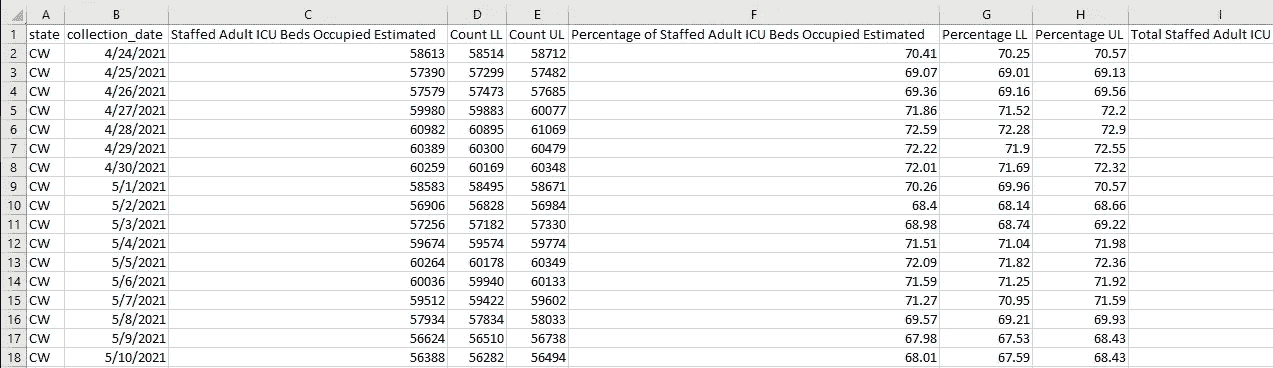 A B C D E F G H I
1 state collection_date Staffed Adult ICU Beds Occupied Estimated Count LL Count UL Percentage of Staffed Adult ICU Beds Occupied Estimated Percentage LL Percentage UL Total Staffed Adult ICU
2 CW 4/24/2021 58613 58514 58712 70.41 70.25 70.57
3 CW 4/25/2021 57390 57299 57482 69.07 69.01 69.13
4 CW 4/26/2021 57579 57473 57685 69.36 69.16 69.56
5 CW 4/27/2021 59980 59883 60077 71.86 71.52 72.2
6 CW 4/28/2021 60982 60895 61069 72.59 72.28 72.9
7 CW 4/29/2021 60389 60300 60479 72.22 71.9 72.55
8 CW 4/30/2021 60259 60169 60348 72.01 71.69 72.32
9 CW 5/1/2021 58583 58495 58671 70.26 69.96 70.57
10 CW 5/2/2021 56906 56828 56984 68.4 68.14 68.66
11 CW 5/3/2021 57256 57182 57330 68.98 68.74 69.22
12 CW 5/4/2021 59674 59574 59774 71.51 71.04 71.98
13 CW 5/5/2021 60264 60178 60349 72.09 71.82 72.36
14 CW 5/6/2021 60036 59940 60133 71.59 71.25 71.92
15 CW 5/7/2021 59512 59422 59602 71.27 70.95 71.59
16 CW 5/8/2021 57934 57834 58033 69.57 69.21 69.93
17 CW 5/9/2021 56624 56510 56738 67.98 67.53 68.43
18 CW 5/10/2021 56388 56282 56494 68.01 67.59 68.43